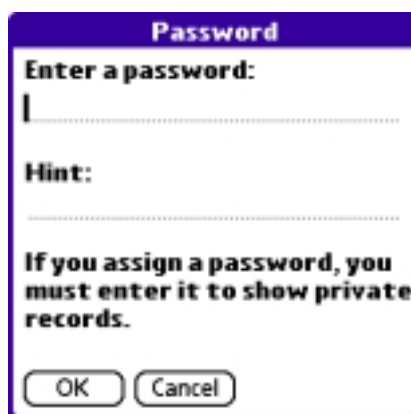 Password
Enter a password:
Hint:
If you assign a password, you
must enter it to show private
records.
OK
Cancel